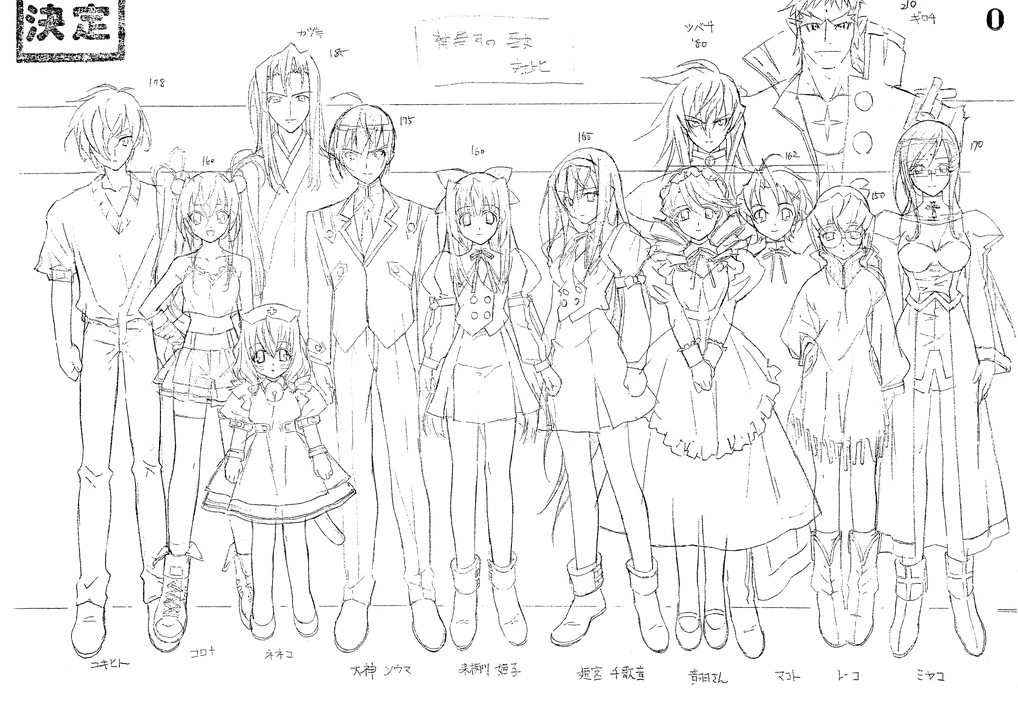 決定
210
ギロチ
0
ツバサ
'80
カヅキ
185
178
175
165
160
160
162
170
150
ユキヒト
コロナ
ネネコ
大神 ソウマ
来栖川 姫子
姫宮 千歌音
音羽さん
マコト
レーコ
ミヤコ